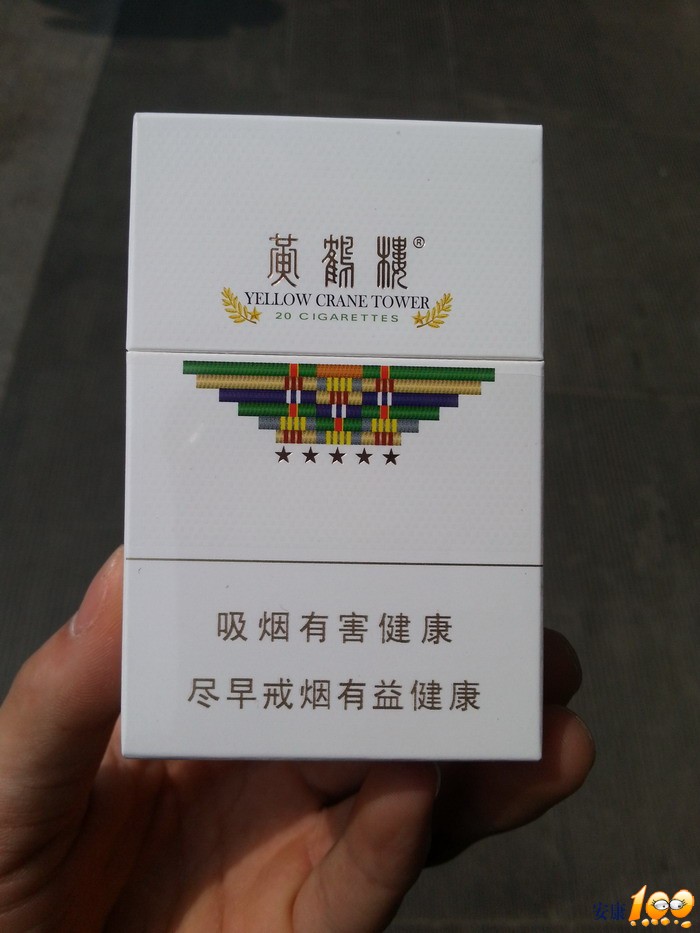 黄鹤楼®
YELLOW CRANE TOWER
20 CIGARETTES
吸烟有害健康
尽早戒烟有益健康
安康100